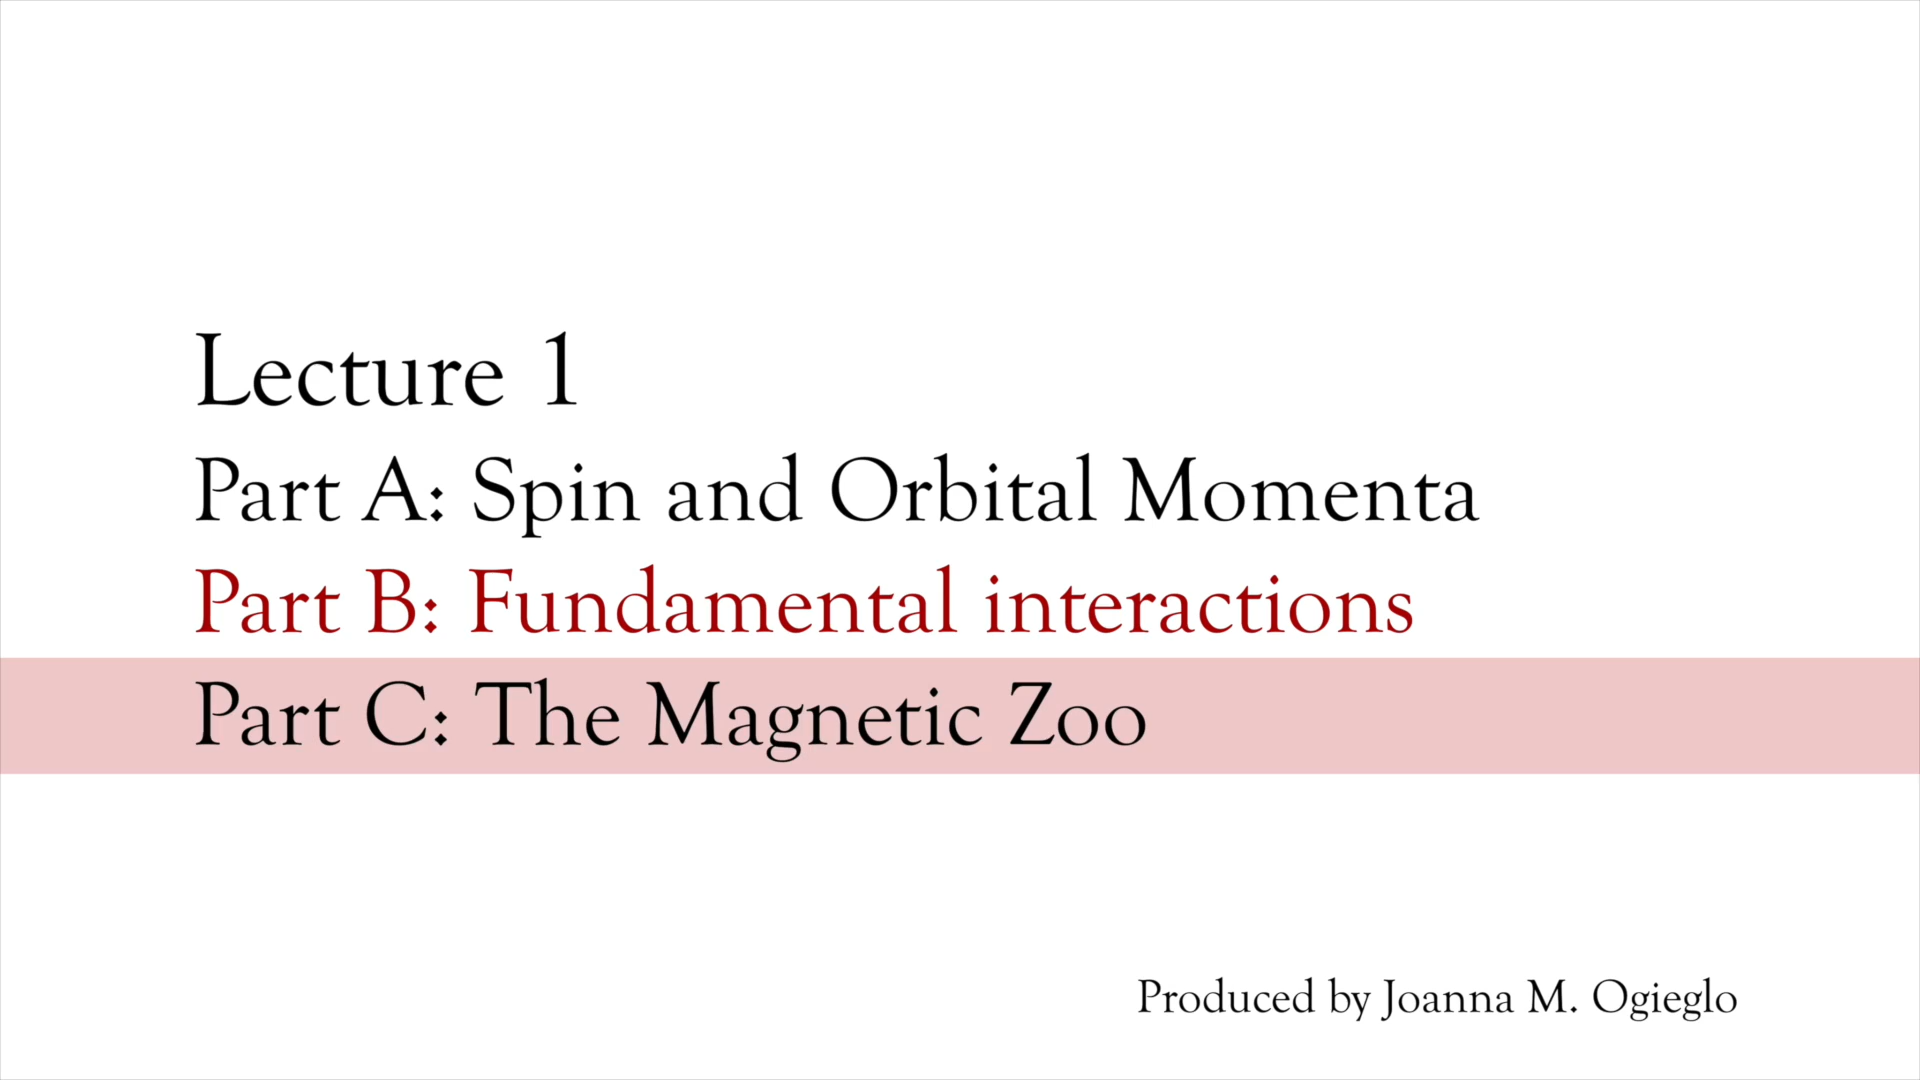 Lecture 1
Part A: Spin and Orbital Momenta
Part B: Fundamental interactions
Part C: The Magnetic Zoo
Produced by Joanna M. Ogieglo